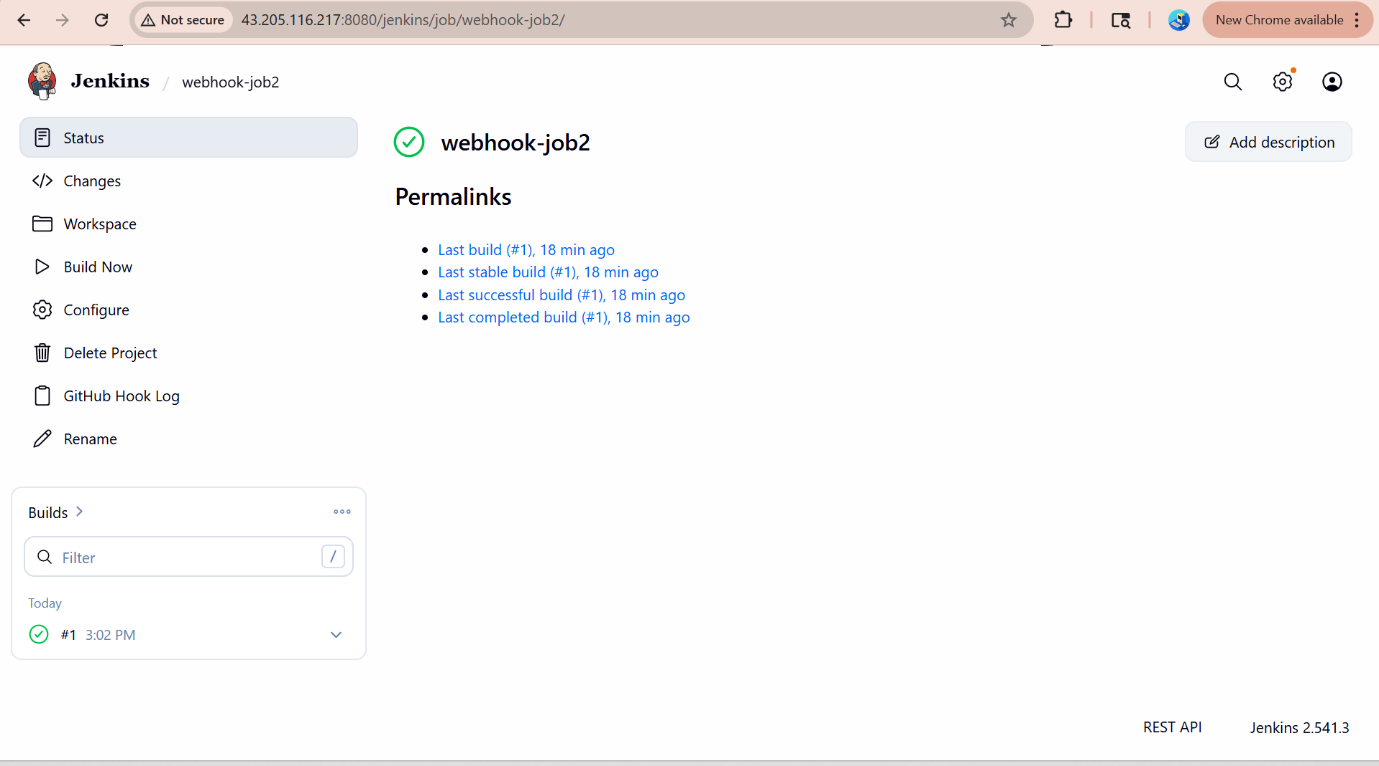 Not secure 43.205.116.217:8080/jenkins/job/webhook-job2/ New Chrome available
Jenkins / webhook-job2
Status
Changes
Workspace
Build Now
Configure
Delete Project
GitHub Hook Log
Rename
Builds
Filter /
Today
#1 3:02 PM
webhook-job2 Add description
Permalinks
Last build (#1), 18 min ago
Last stable build (#1), 18 min ago
Last successful build (#1), 18 min ago
Last completed build (#1), 18 min ago
REST API Jenkins 2.541.3